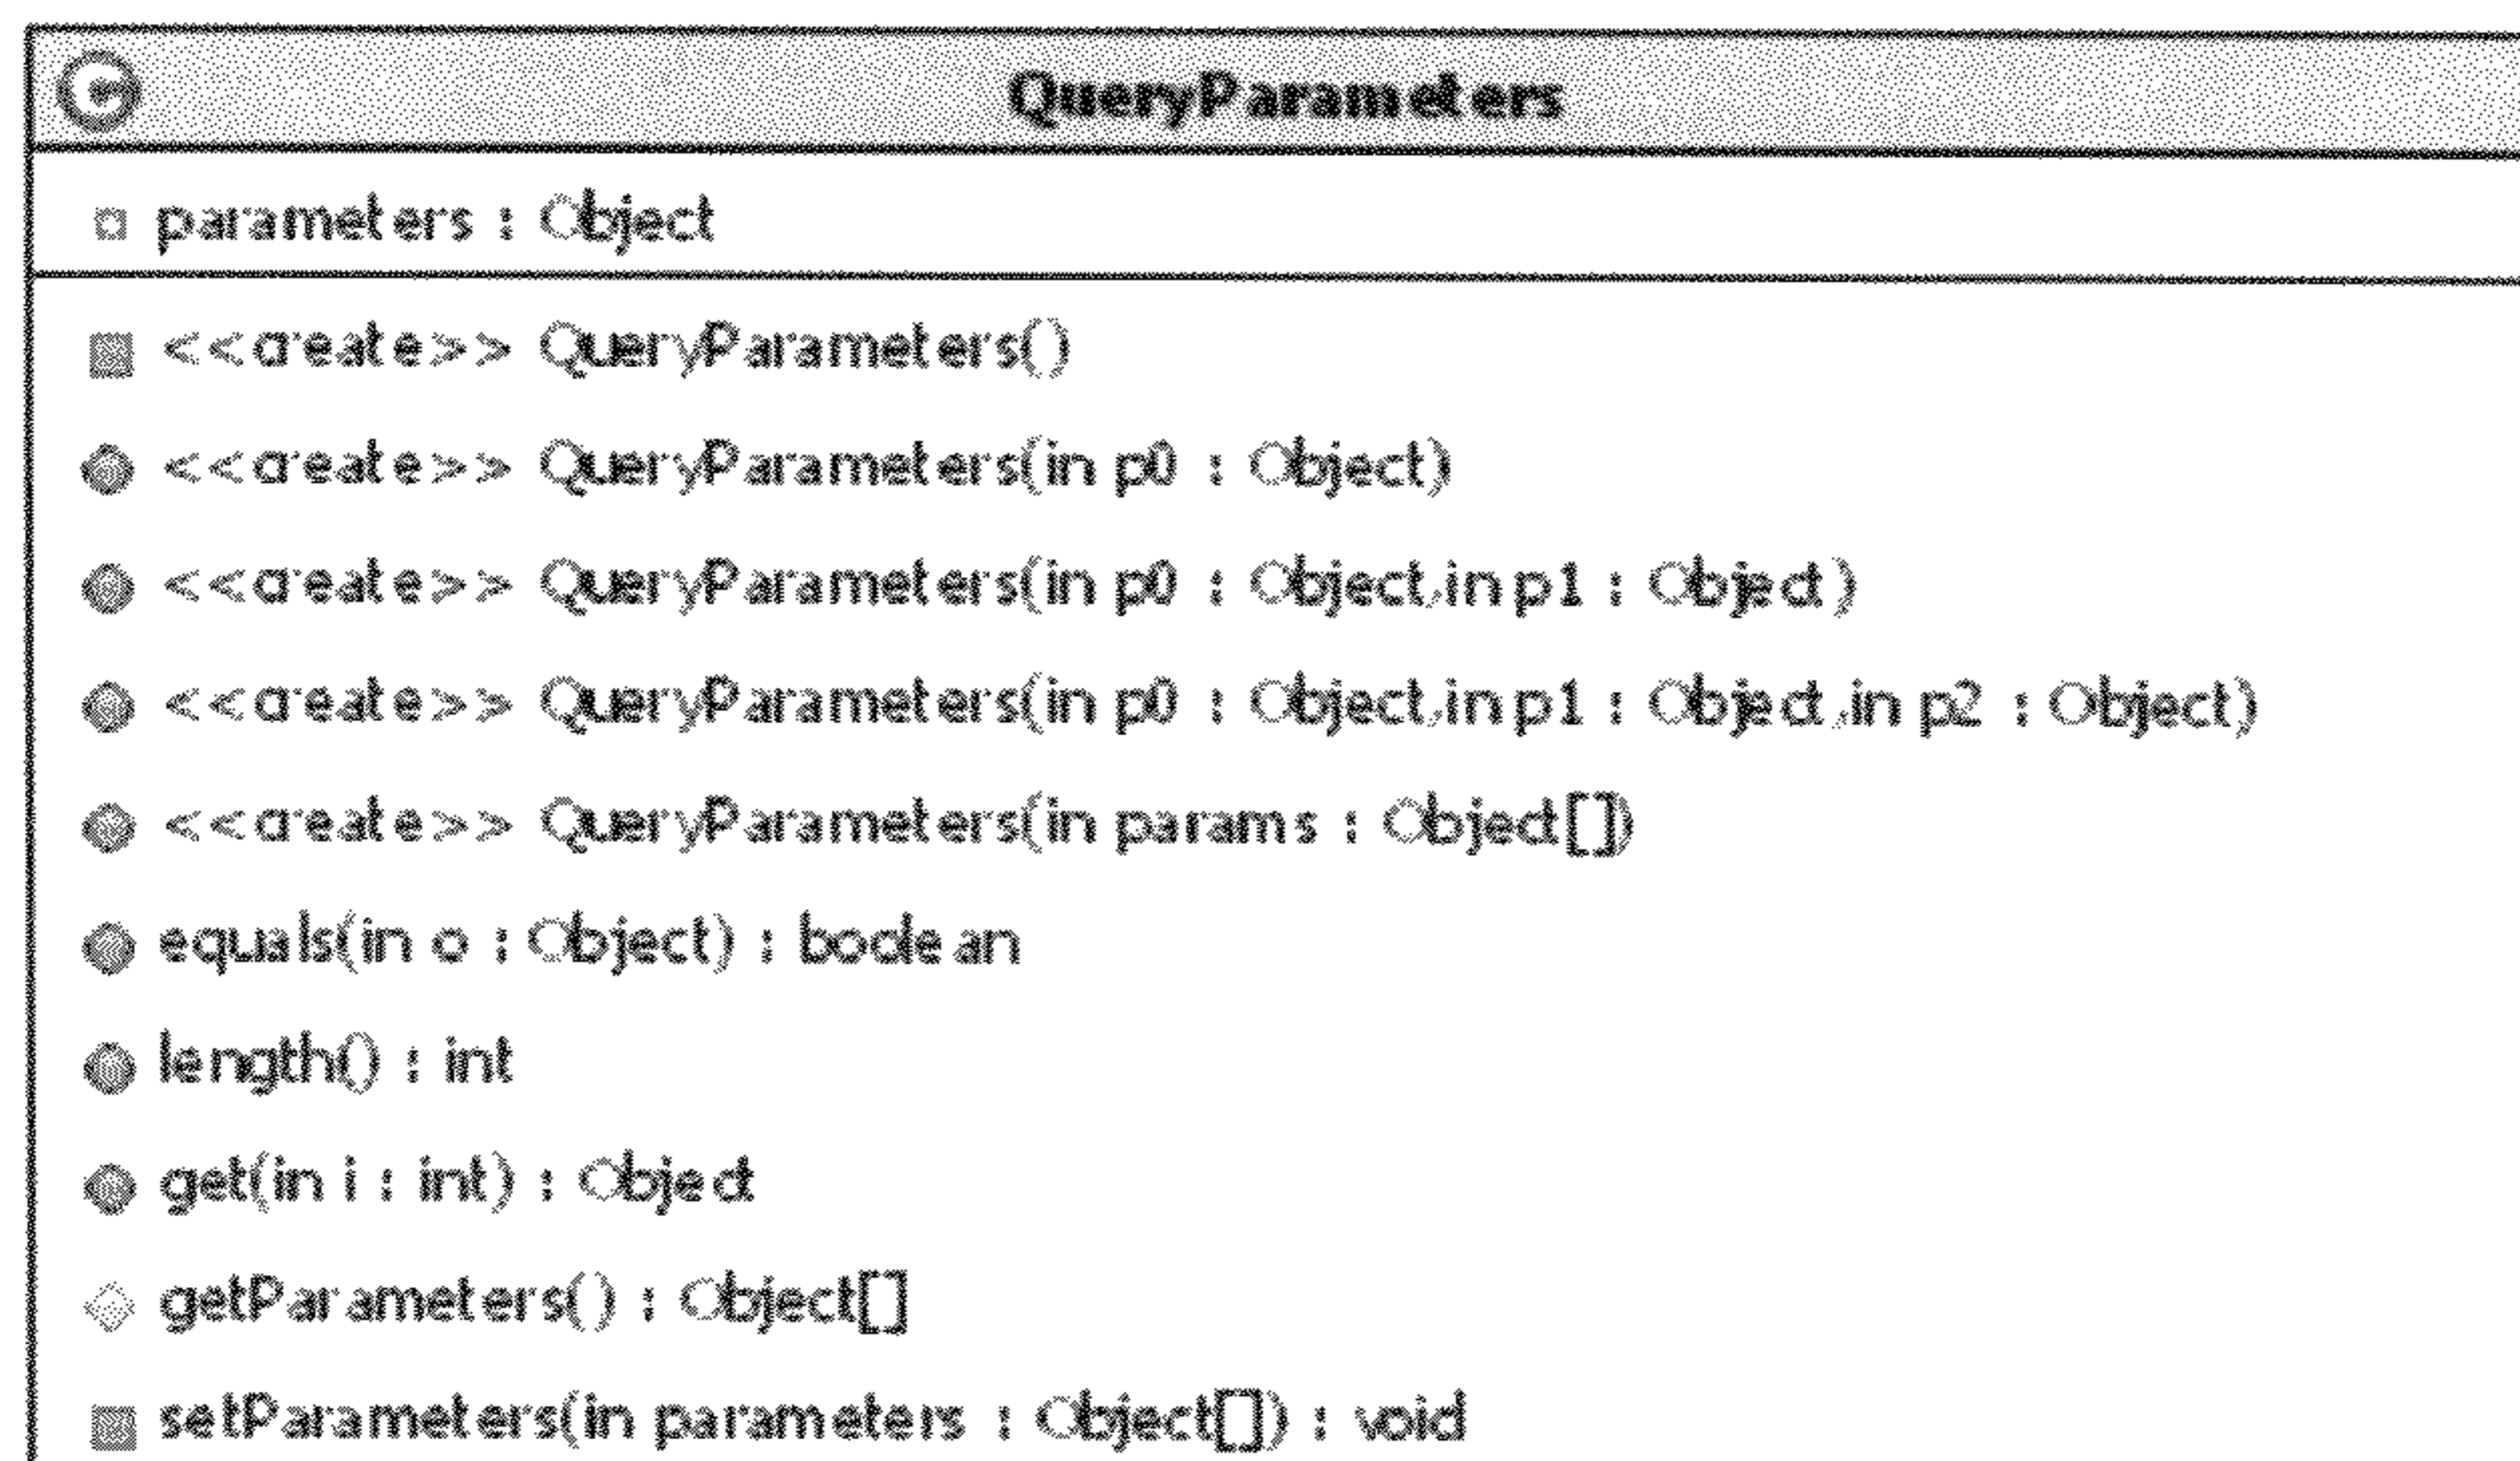 QueryParameters
parameters : Object
<<create>> QueryParameters()
<<create>> QueryParameters(in p0 : Object)
<<create>> QueryParameters(in p0 : Object,in p1 : Object)
<<create>> QueryParameters(in p0 : Object,in p1 : Object,in p2 : Object)
<<create>> QueryParameters(in params : Object[])
equals(in o : Object) : boolean
length() : int
get(in i : int) : Object
getParameters() : Object[]
setParameters(in parameters : Object[]) : void